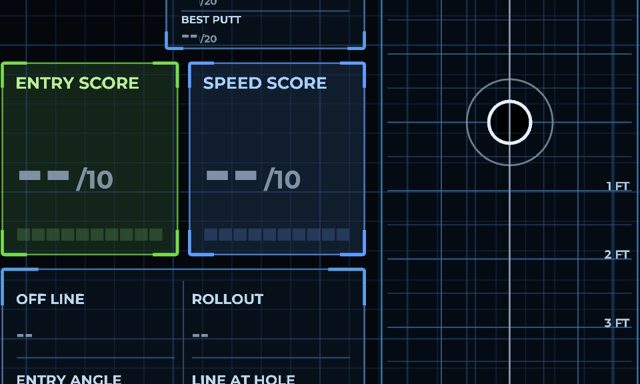 /20
BEST PUTT
-- /20
ENTRY SCORE
-- /10
SPEED SCORE
-- /10
OFF LINE
--
ROLLOUT
--
ENTRY ANGLE
LINE AT HOLE
1 FT
2 FT
3 FT